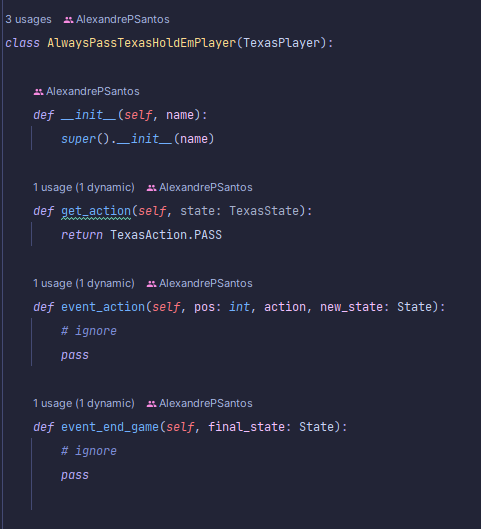 3 usages AlexandrePSantos
class AlwaysPassTexasHoldEmPlayer(TexasPlayer):
AlexandrePSantos
def __init__(self, name):
super().__init__(name)
1 usage (1 dynamic) AlexandrePSantos
def get_action(self, state: TexasState):
return TexasAction.PASS
1 usage (1 dynamic) AlexandrePSantos
def event_action(self, pos: int, action, new_state: State):
# ignore
pass
1 usage (1 dynamic) AlexandrePSantos
def event_end_game(self, final_state: State):
# ignore
pass